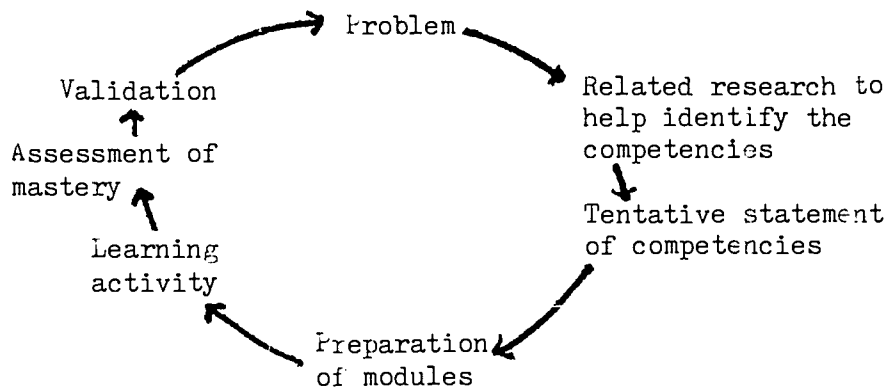 Problem
Related research to
help identify the
competencies
Tentative statement
of competencies
Preparation
of modules
Learning
activity
Assessment of
mastery
Validation